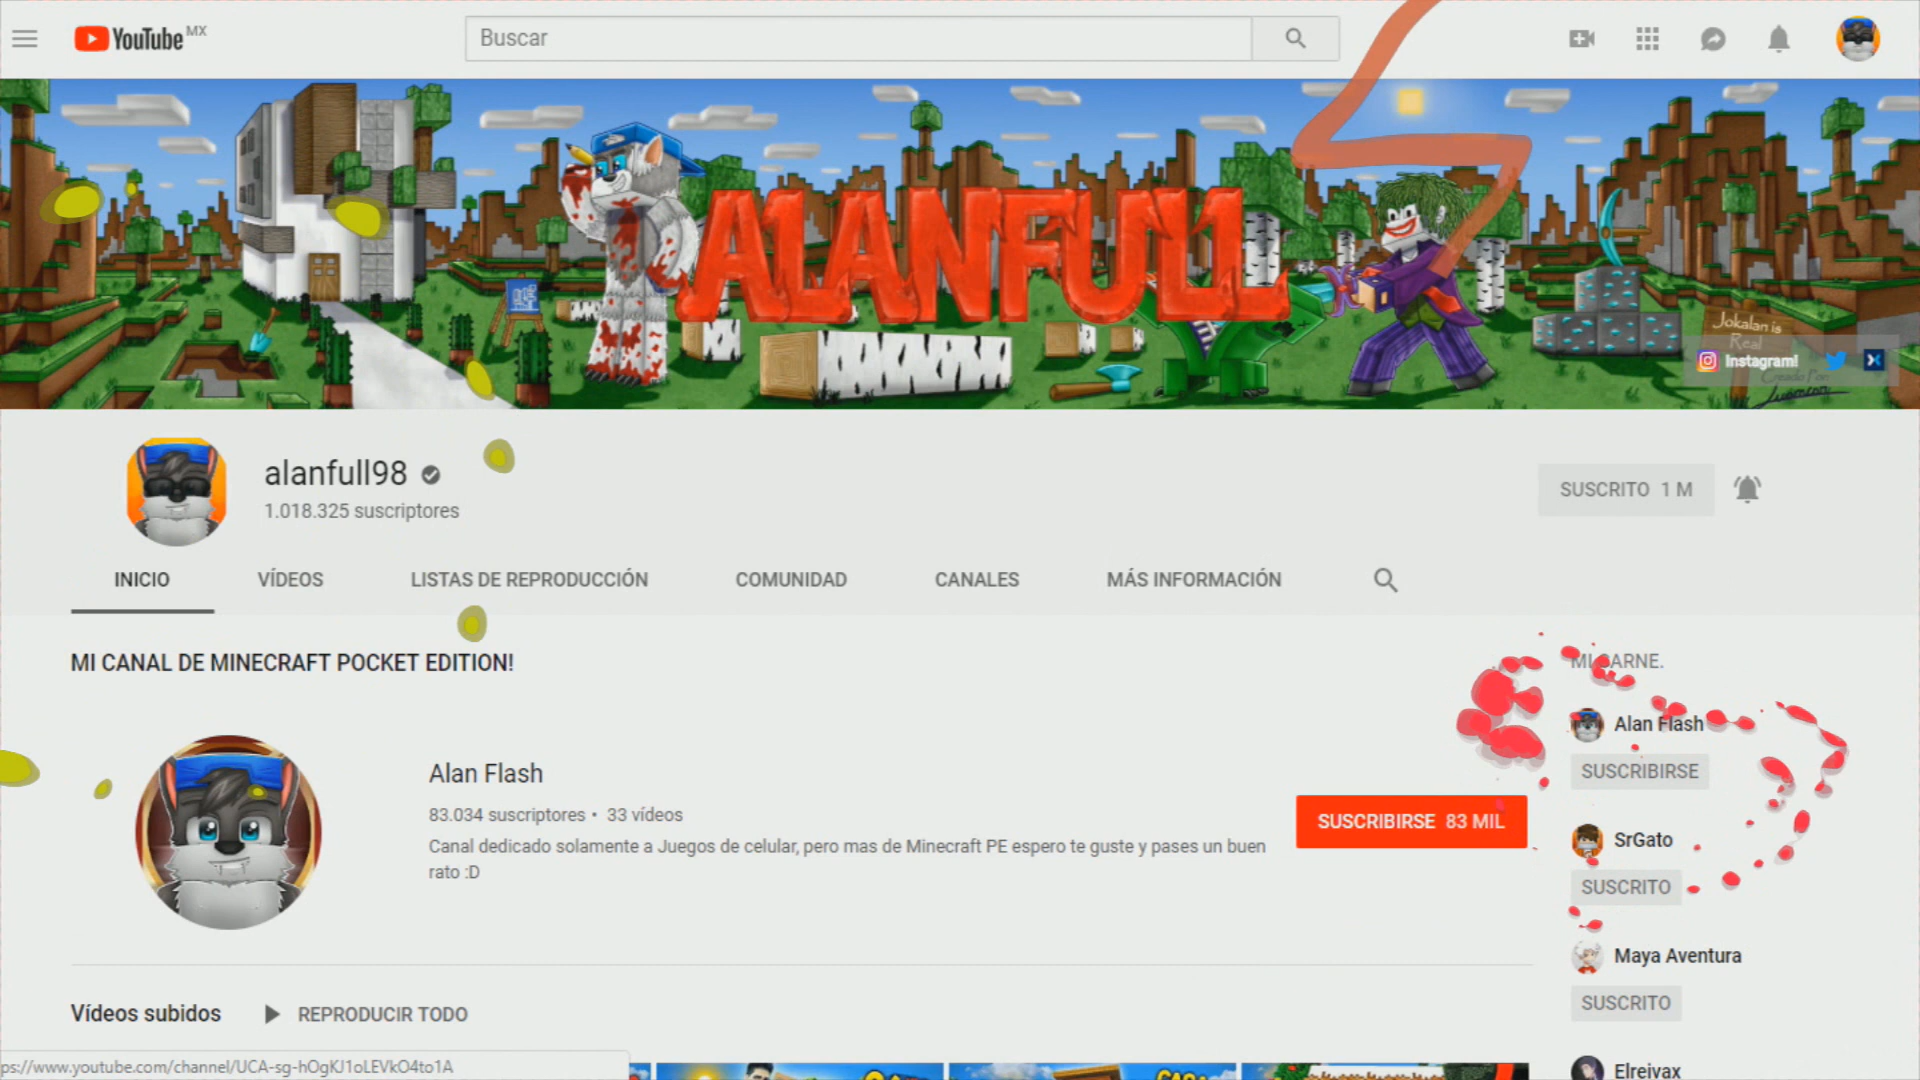 YouTube MX
Buscar
ALANFULL
Jokalan is
Real
Instagram!
Creado Por
alanfull98
1.018.325 suscriptores
SUSCRITO 1 M
INICIO VÍDEOS LISTAS DE REPRODUCCIÓN COMUNIDAD CANALES MÁS INFORMACIÓN
MI CANAL DE MINECRAFT POCKET EDITION!
Alan Flash
83.034 suscriptores • 33 vídeos
Canal dedicado solamente a Juegos de celular, pero mas de Minecraft PE espero te guste y pases un buen
rato :D
SUSCRIBIRSE 83 MIL
MI CARNE.
Alan Flash
SUSCRIBIRSE
SrGato
SUSCRITO
Maya Aventura
SUSCRITO
Elreivax
Vídeos subidos REPRODUCIR TODO
ps://www.youtube.com/channel/UCA-sg-hOgKJ1oLEVkO4to1A